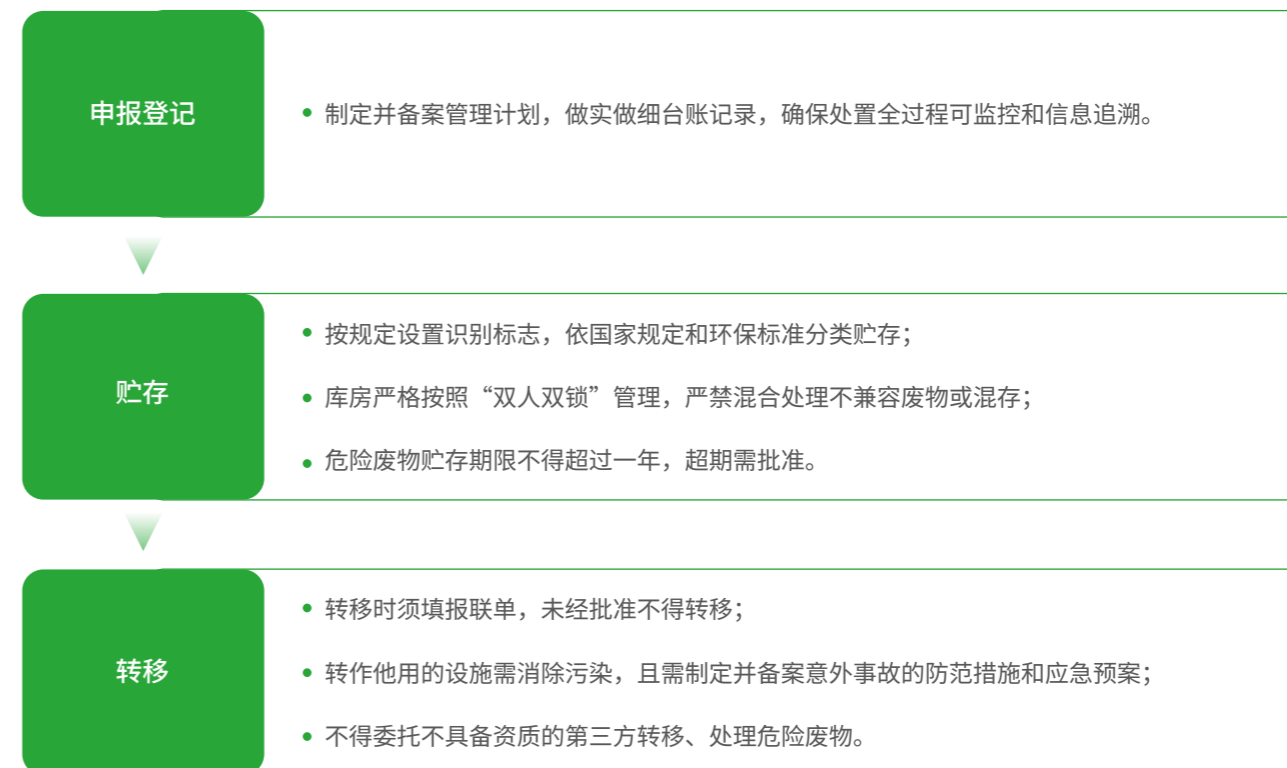 申报登记
• 制定并备案管理计划，做实做细台账记录，确保处置全过程可监控和信息追溯。
贮存
• 按规定设置识别标志，依国家规定和环保标准分类贮存；
• 库房严格按照“双人双锁”管理，严禁混合处理不兼容废物或混存；
• 危险废物贮存期限不得超过一年，超期需批准。
转移
• 转移时须填报联单，未经批准不得转移；
• 转作他用的设施需消除污染，且需制定并备案意外事故的防范措施和应急预案；
• 不得委托不具备资质的第三方转移、处理危险废物。